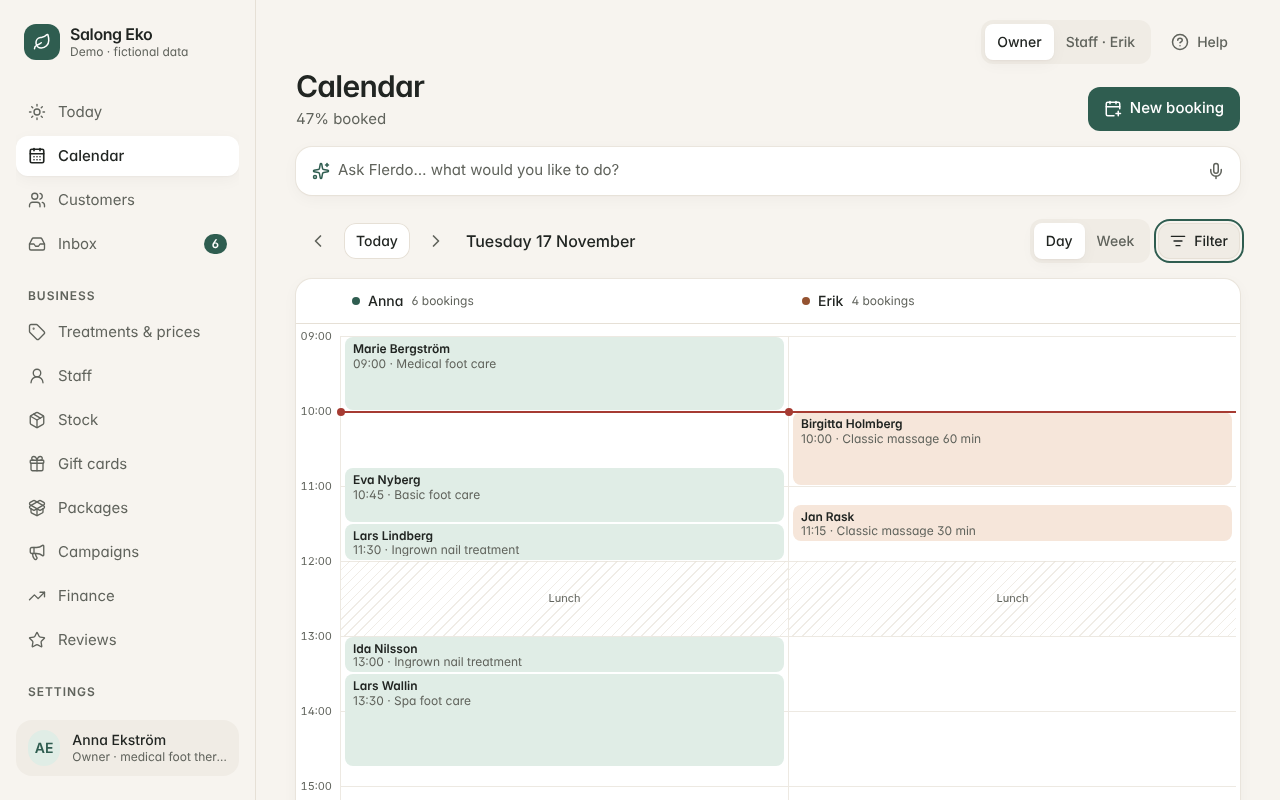 Salong Eko
Demo · fictional data
Today
Calendar
Customers
Inbox 6
BUSINESS
Treatments & prices
Staff
Stock
Gift cards
Packages
Campaigns
Finance
Reviews
SETTINGS
AE
Anna Ekström
Owner · medical foot ther...
Owner Staff · Erik Help
Calendar
47% booked
New booking
Ask Flerdo... what would you like to do?
Today Tuesday 17 November Day Week Filter
Anna 6 bookings Erik 4 bookings
09:00
Marie Bergström
09:00 · Medical foot care
10:00
Birgitta Holmberg
10:00 · Classic massage 60 min
Eva Nyberg
10:45 · Basic foot care
11:00
Jan Rask
11:15 · Classic massage 30 min
Lars Lindberg
11:30 · Ingrown nail treatment
12:00
Lunch Lunch
13:00
Ida Nilsson
13:00 · Ingrown nail treatment
Lars Wallin
13:30 · Spa foot care
14:00
15:00